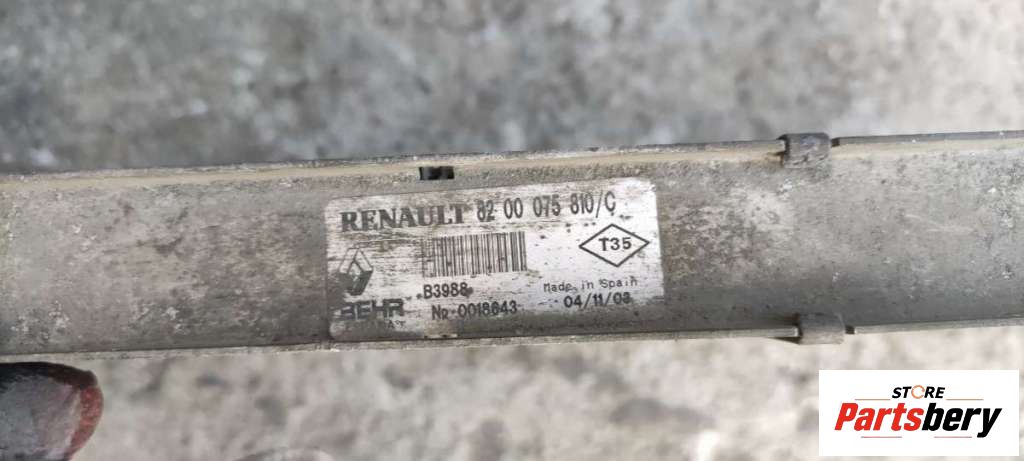 RENAULT 82 00 075 810/C
T35
B3988
Made in Spain
BEHR
No 0018643
04/11/03
STORE
Partsbery